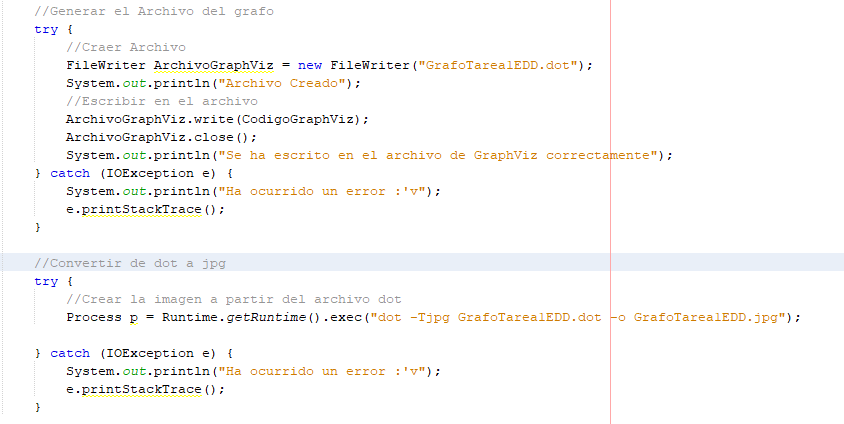 //Generar el Archivo del grafo
try {
//Craer Archivo
FileWriter ArchivoGraphViz = new FileWriter("GrafoTarea1EDD.dot");
System.out.println("Archivo Creado");
//Escribir en el archivo
ArchivoGraphViz.write(CodigoGraphViz);
ArchivoGraphViz.close();
System.out.println("Se ha escrito en el archivo de GraphViz correctamente");
} catch (IOException e) {
System.out.println("Ha ocurrido un error :'v");
e.printStackTrace();
}
//Convertir de dot a jpg
try {
//Crear la imagen a partir del archivo dot
Process p = Runtime.getRuntime().exec("dot -Tjpg GrafoTarea1EDD.dot -o GrafoTarea1EDD.jpg");
} catch (IOException e) {
System.out.println("Ha ocurrido un error :'v");
e.printStackTrace();
}